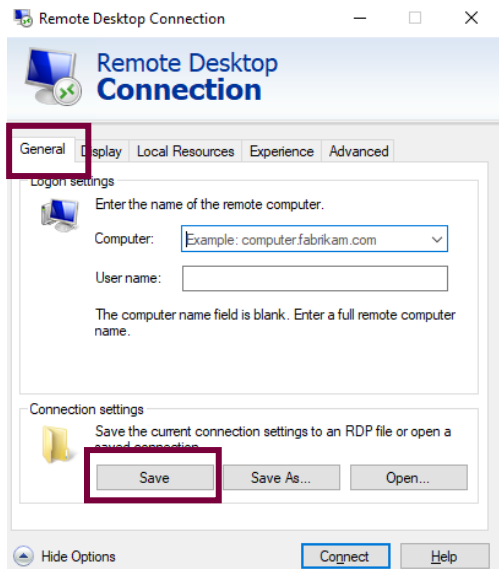 Remote Desktop Connection
Remote Desktop
Connection
General Display Local Resources Experience Advanced
Logon settings
Enter the name of the remote computer.
Computer: Example: computer.fabrikam.com
User name:
The computer name field is blank. Enter a full remote computer
name.
Connection settings
Save the current connection settings to an RDP file or open a
saved connection.
Save Save As... Open...
Hide Options Connect Help